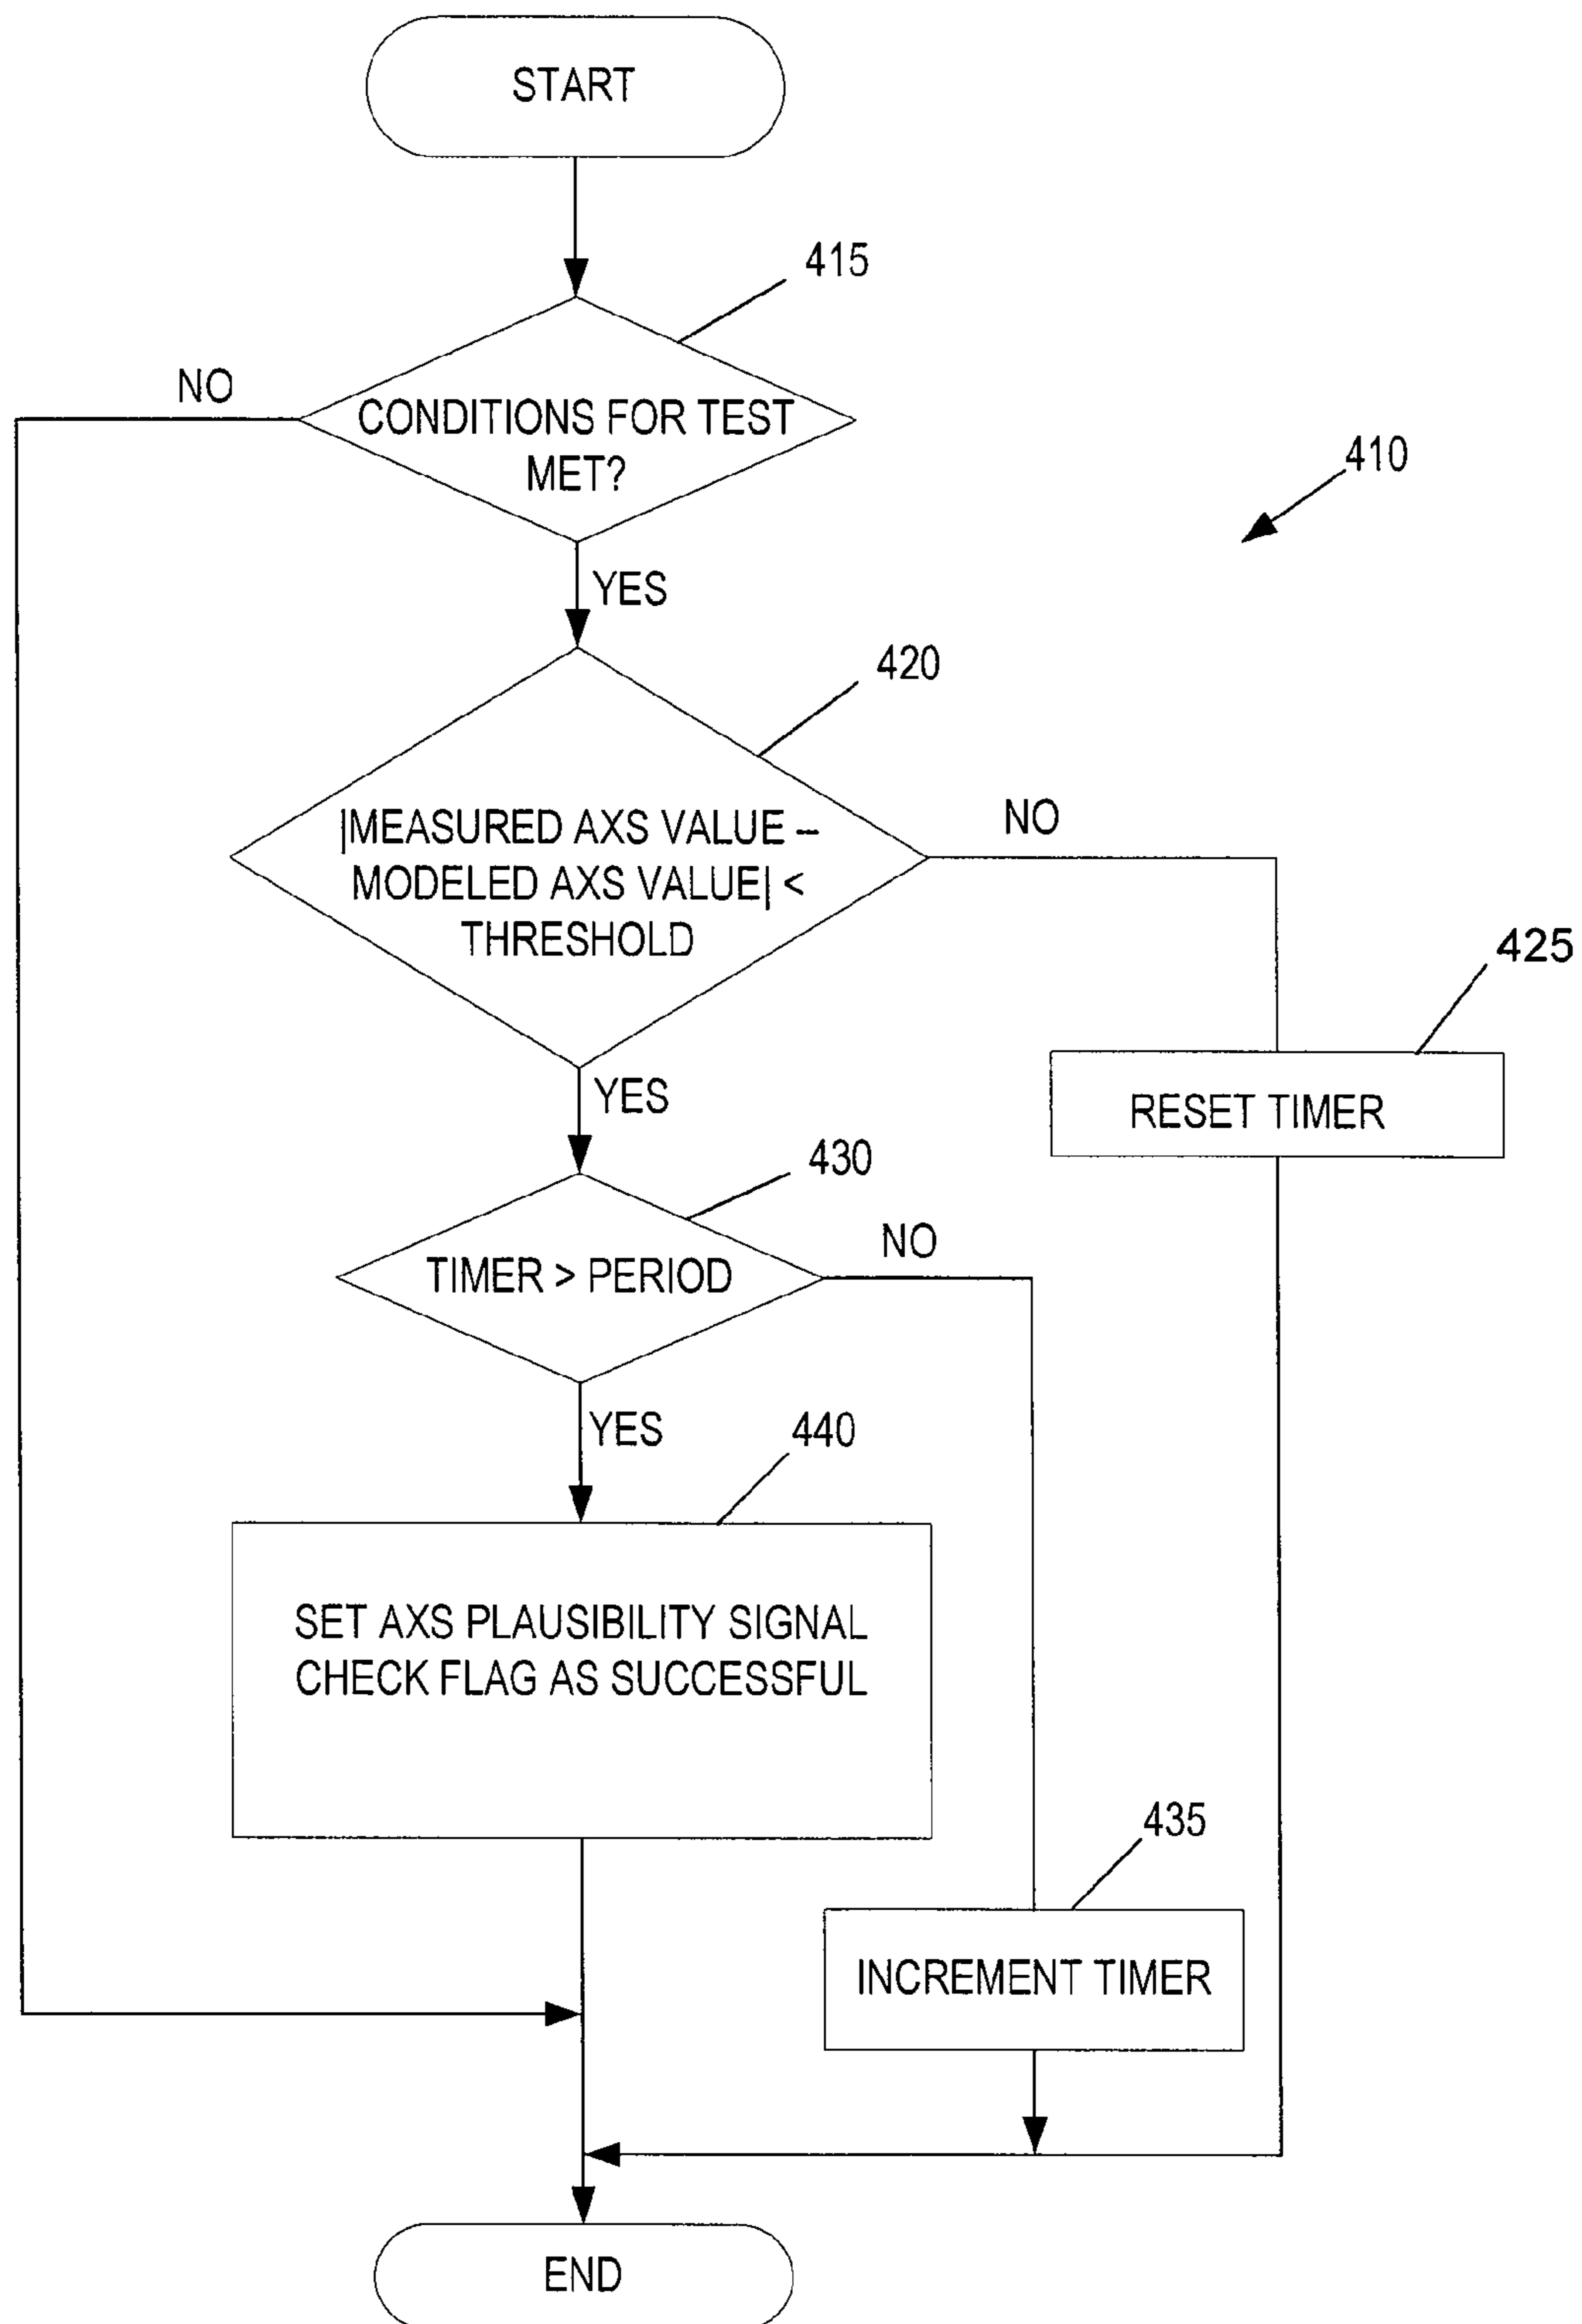 START
415
NO
CONDITIONS FOR TEST
MET?
410
YES
420
|MEASURED AXS VALUE –
MODELED AXS VALUE| <
THRESHOLD
NO
425
YES
RESET TIMER
430
NO
TIMER > PERIOD
YES
440
SET AXS PLAUSIBILITY SIGNAL
CHECK FLAG AS SUCCESSFUL
435
INCREMENT TIMER
END